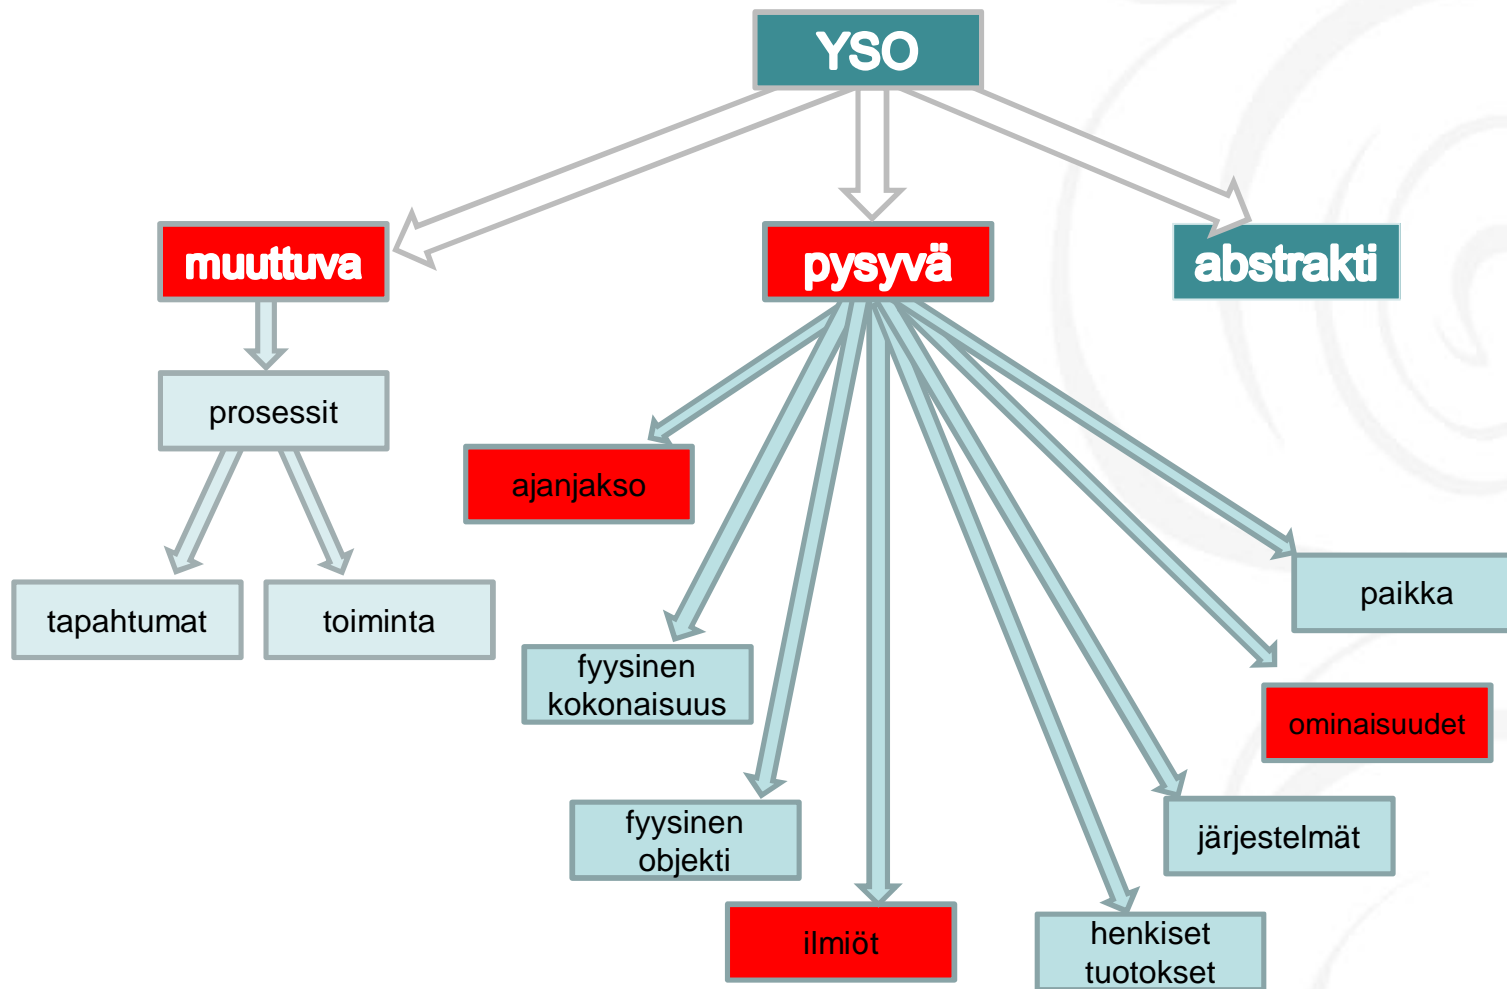 YSO
muuttuva
pysyvä
abstrakti
prosessit
ajanjakso
tapahtumat
toiminta
paikka
fyysinen
kokonaisuus
ominaisuudet
fyysinen
objekti
järjestelmät
ilmiöt
henkiset
tuotokset